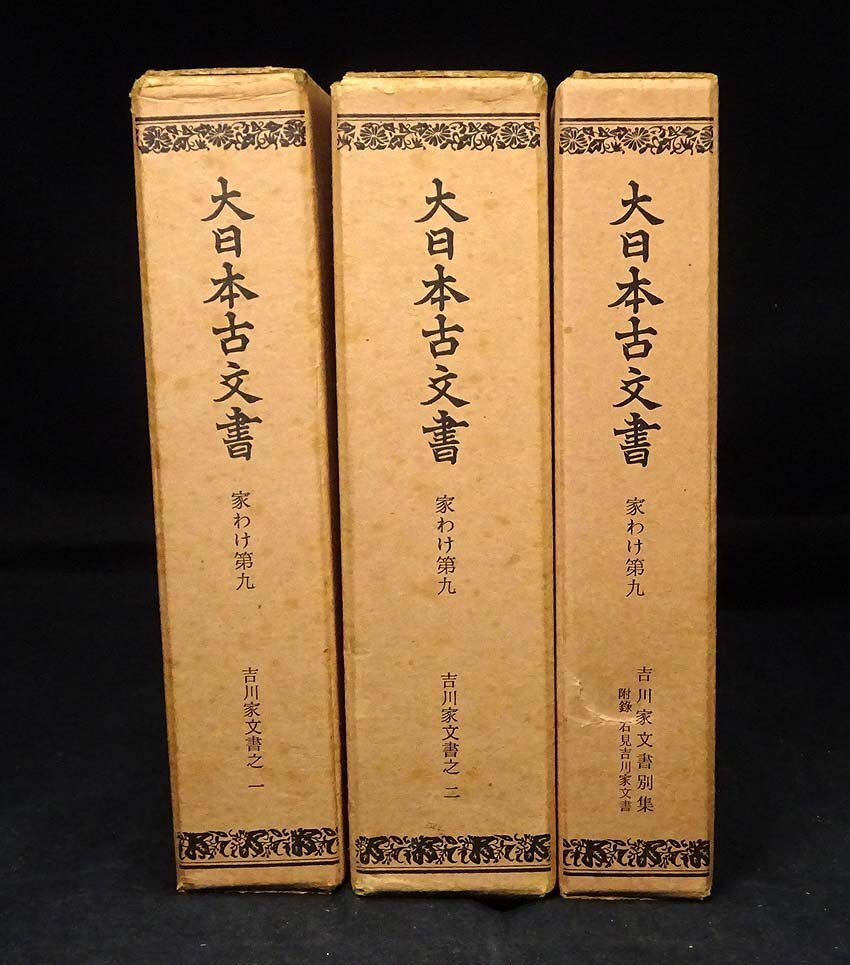 大日本古文書
家わけ第九
吉川家文書之一
大日本古文書
家わけ第九
吉川家文書之二
大日本古文書
家わけ第九
吉川家文書別集
附錄 石見吉川家文書